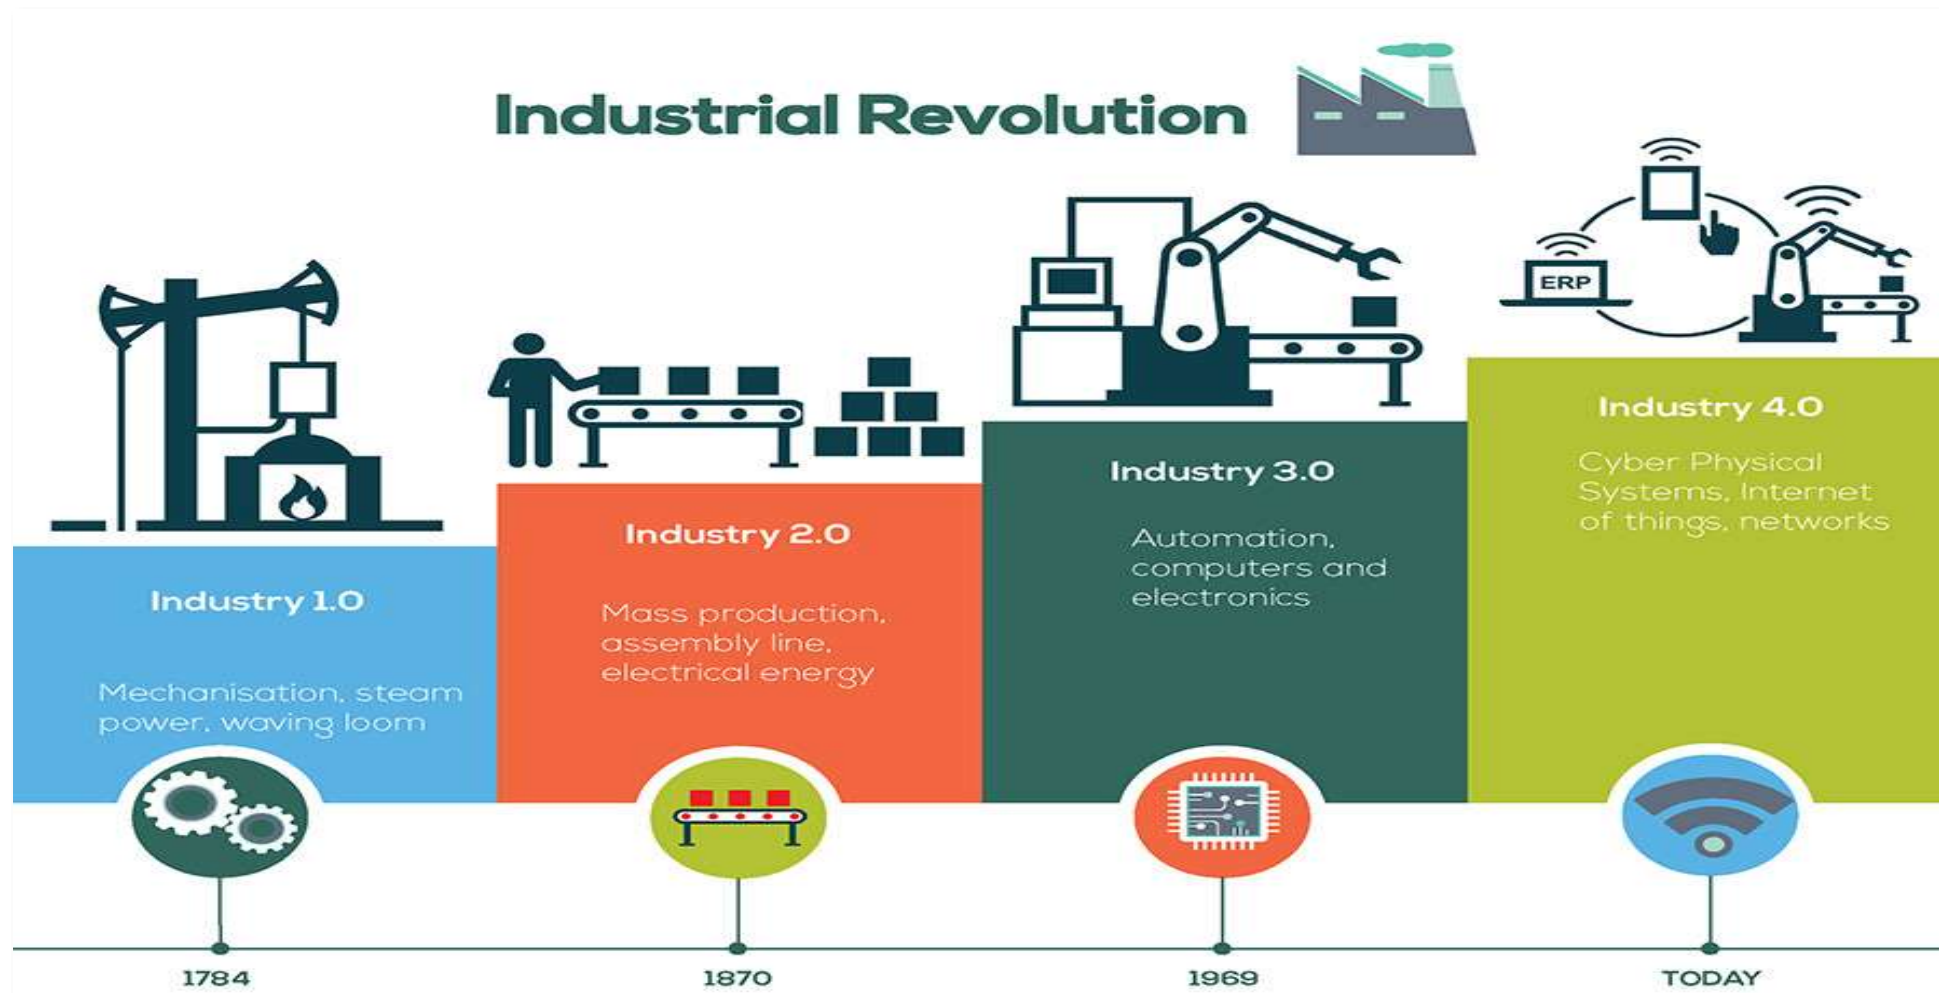 Industrial Revolution
ERP
Industry 1.0
Mechanisation, steam
power, waving loom
Industry 2.0
Mass production,
assembly line,
electrical energy
Industry 3.0
Automation,
computers and
electronics
Industry 4.0
Cyber Physical
Systems, Internet
of things, networks
1784
1870
1969
TODAY